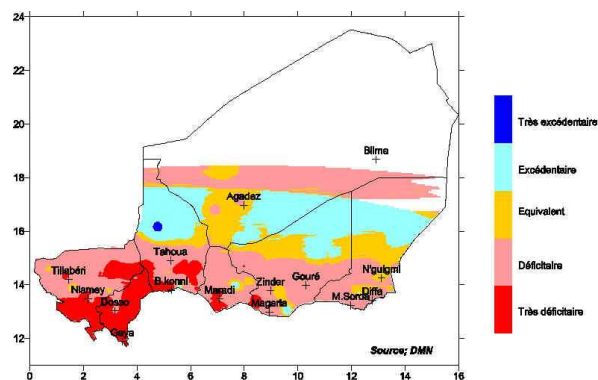 24
22
20
18
16
14
12
10
0 2 4 6 8 10 12 14 16
Bilma
Agadez
Tahoua
N'guigmi
Tillabéri
B.konni
Zinder
Gouré
Niamey
Maradi
Diffa
Dosso
Magaria
M.Soroa
Gaya
Source; DMN
Très excédentaire
Excédentaire
Equivalent
Déficitaire
Très déficitaire